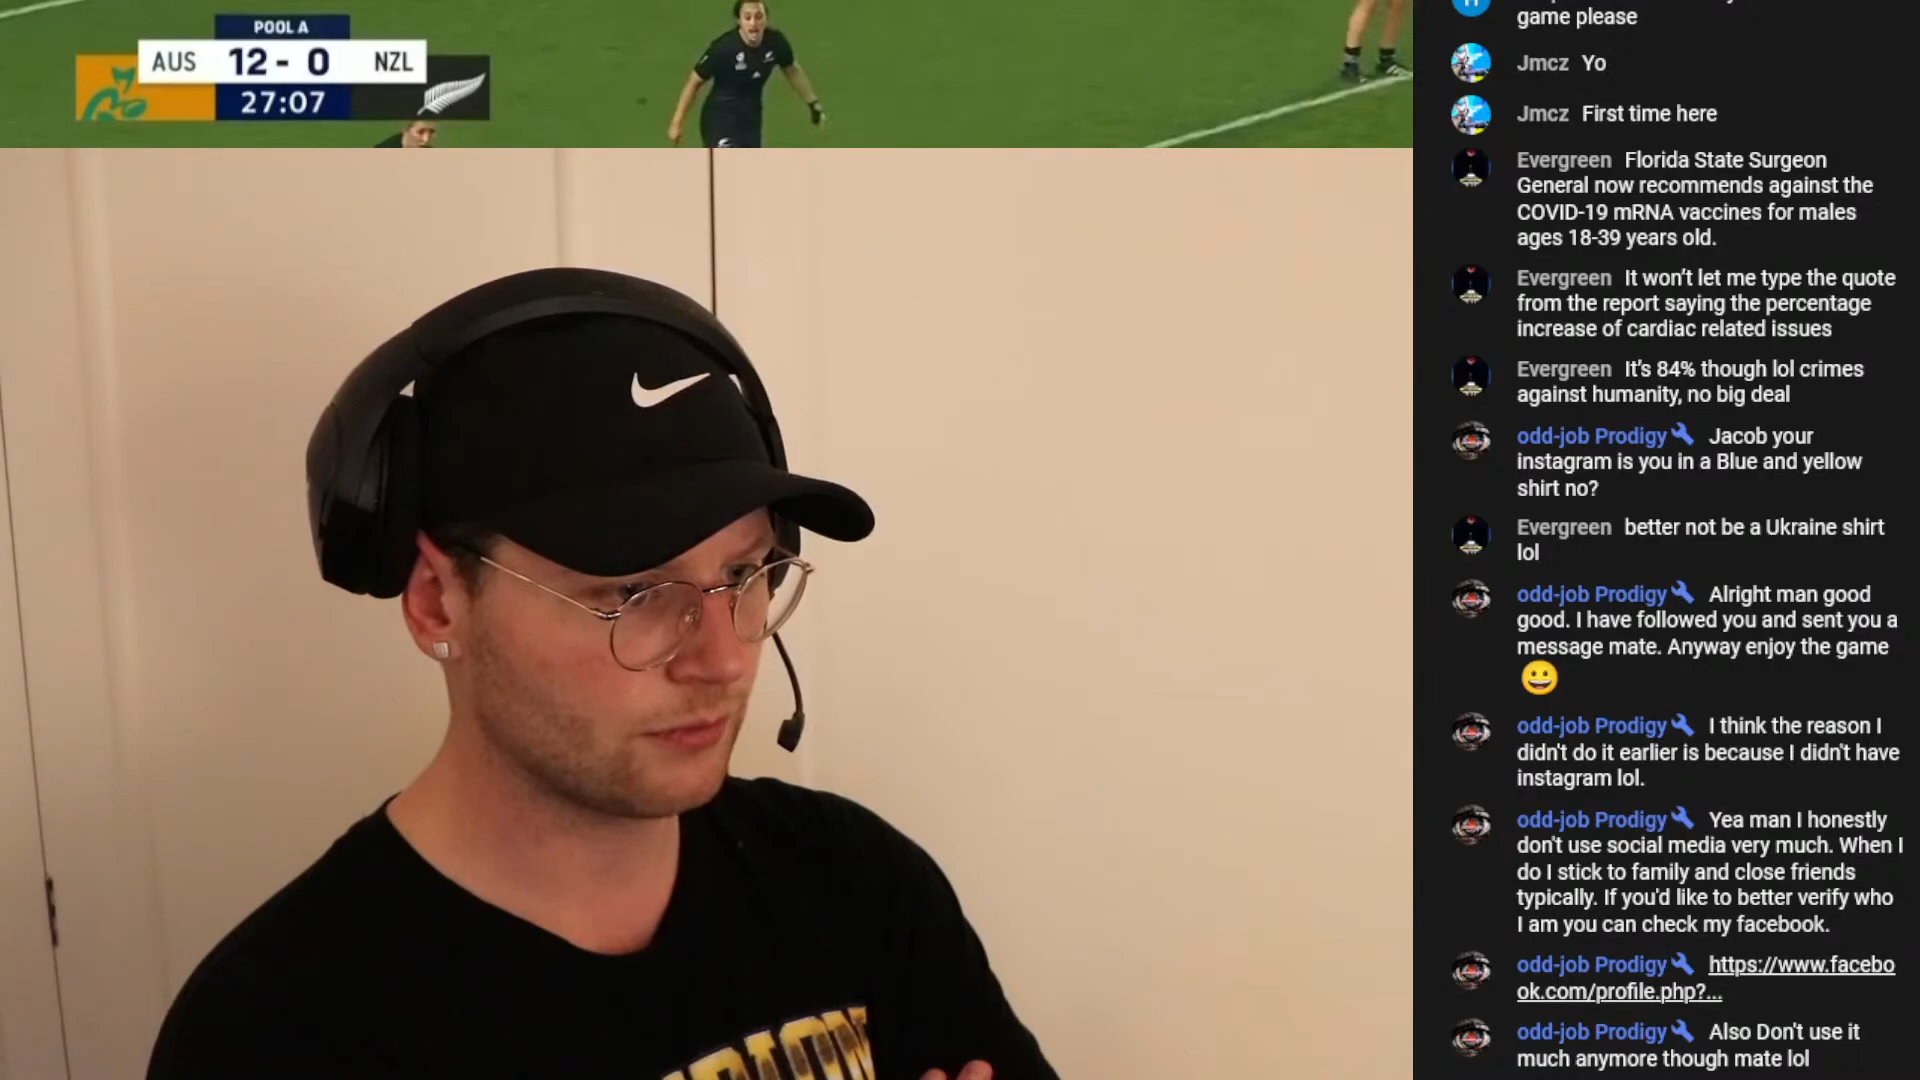 POOL A
AUS 12 - 0 NZL
27:07
game please
Jmcz Yo
Jmcz First time here
Evergreen Florida State Surgeon
General now recommends against the
COVID-19 mRNA vaccines for males
ages 18-39 years old.
Evergreen It won't let me type the quote
from the report saying the percentage
increase of cardiac related issues
Evergreen It's 84% though lol crimes
against humanity, no big deal
odd-job Prodigy Jacob your
instagram is you in a Blue and yellow
shirt no?
Evergreen better not be a Ukraine shirt
lol
odd-job Prodigy Alright man good
good. I have followed you and sent you a
message mate. Anyway enjoy the game
😀
odd-job Prodigy I think the reason I
didn't do it earlier is because I didn't have
instagram lol.
odd-job Prodigy Yea man I honestly
don't use social media very much. When I
do I stick to family and close friends
typically. If you'd like to better verify who
I am you can check my facebook.
odd-job Prodigy https://www.facebo
ok.com/profile.php?...
odd-job Prodigy Also Don't use it
much anymore though mate lol